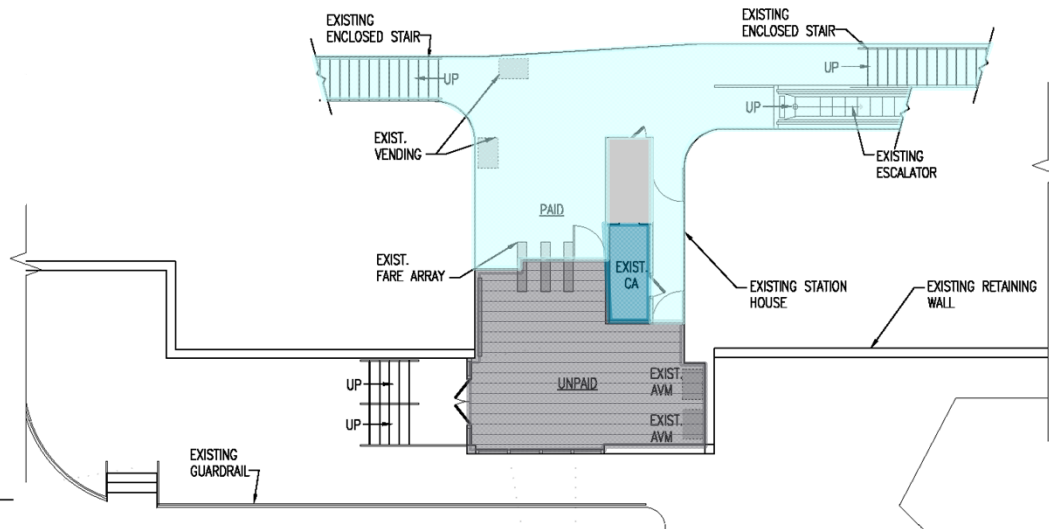 EXISTING
ENCLOSED STAIR
EXISTING
ENCLOSED STAIR
UP
UP
UP
EXIST.
VENDING
EXISTING
ESCALATOR
PAID
EXIST.
FARE ARRAY
EXIST.
CA
EXISTING STATION
HOUSE
EXISTING RETAINING
WALL
UP
UP
UNPAID
EXIST.
AVM
EXIST.
AVM
EXISTING
GUARDRAIL